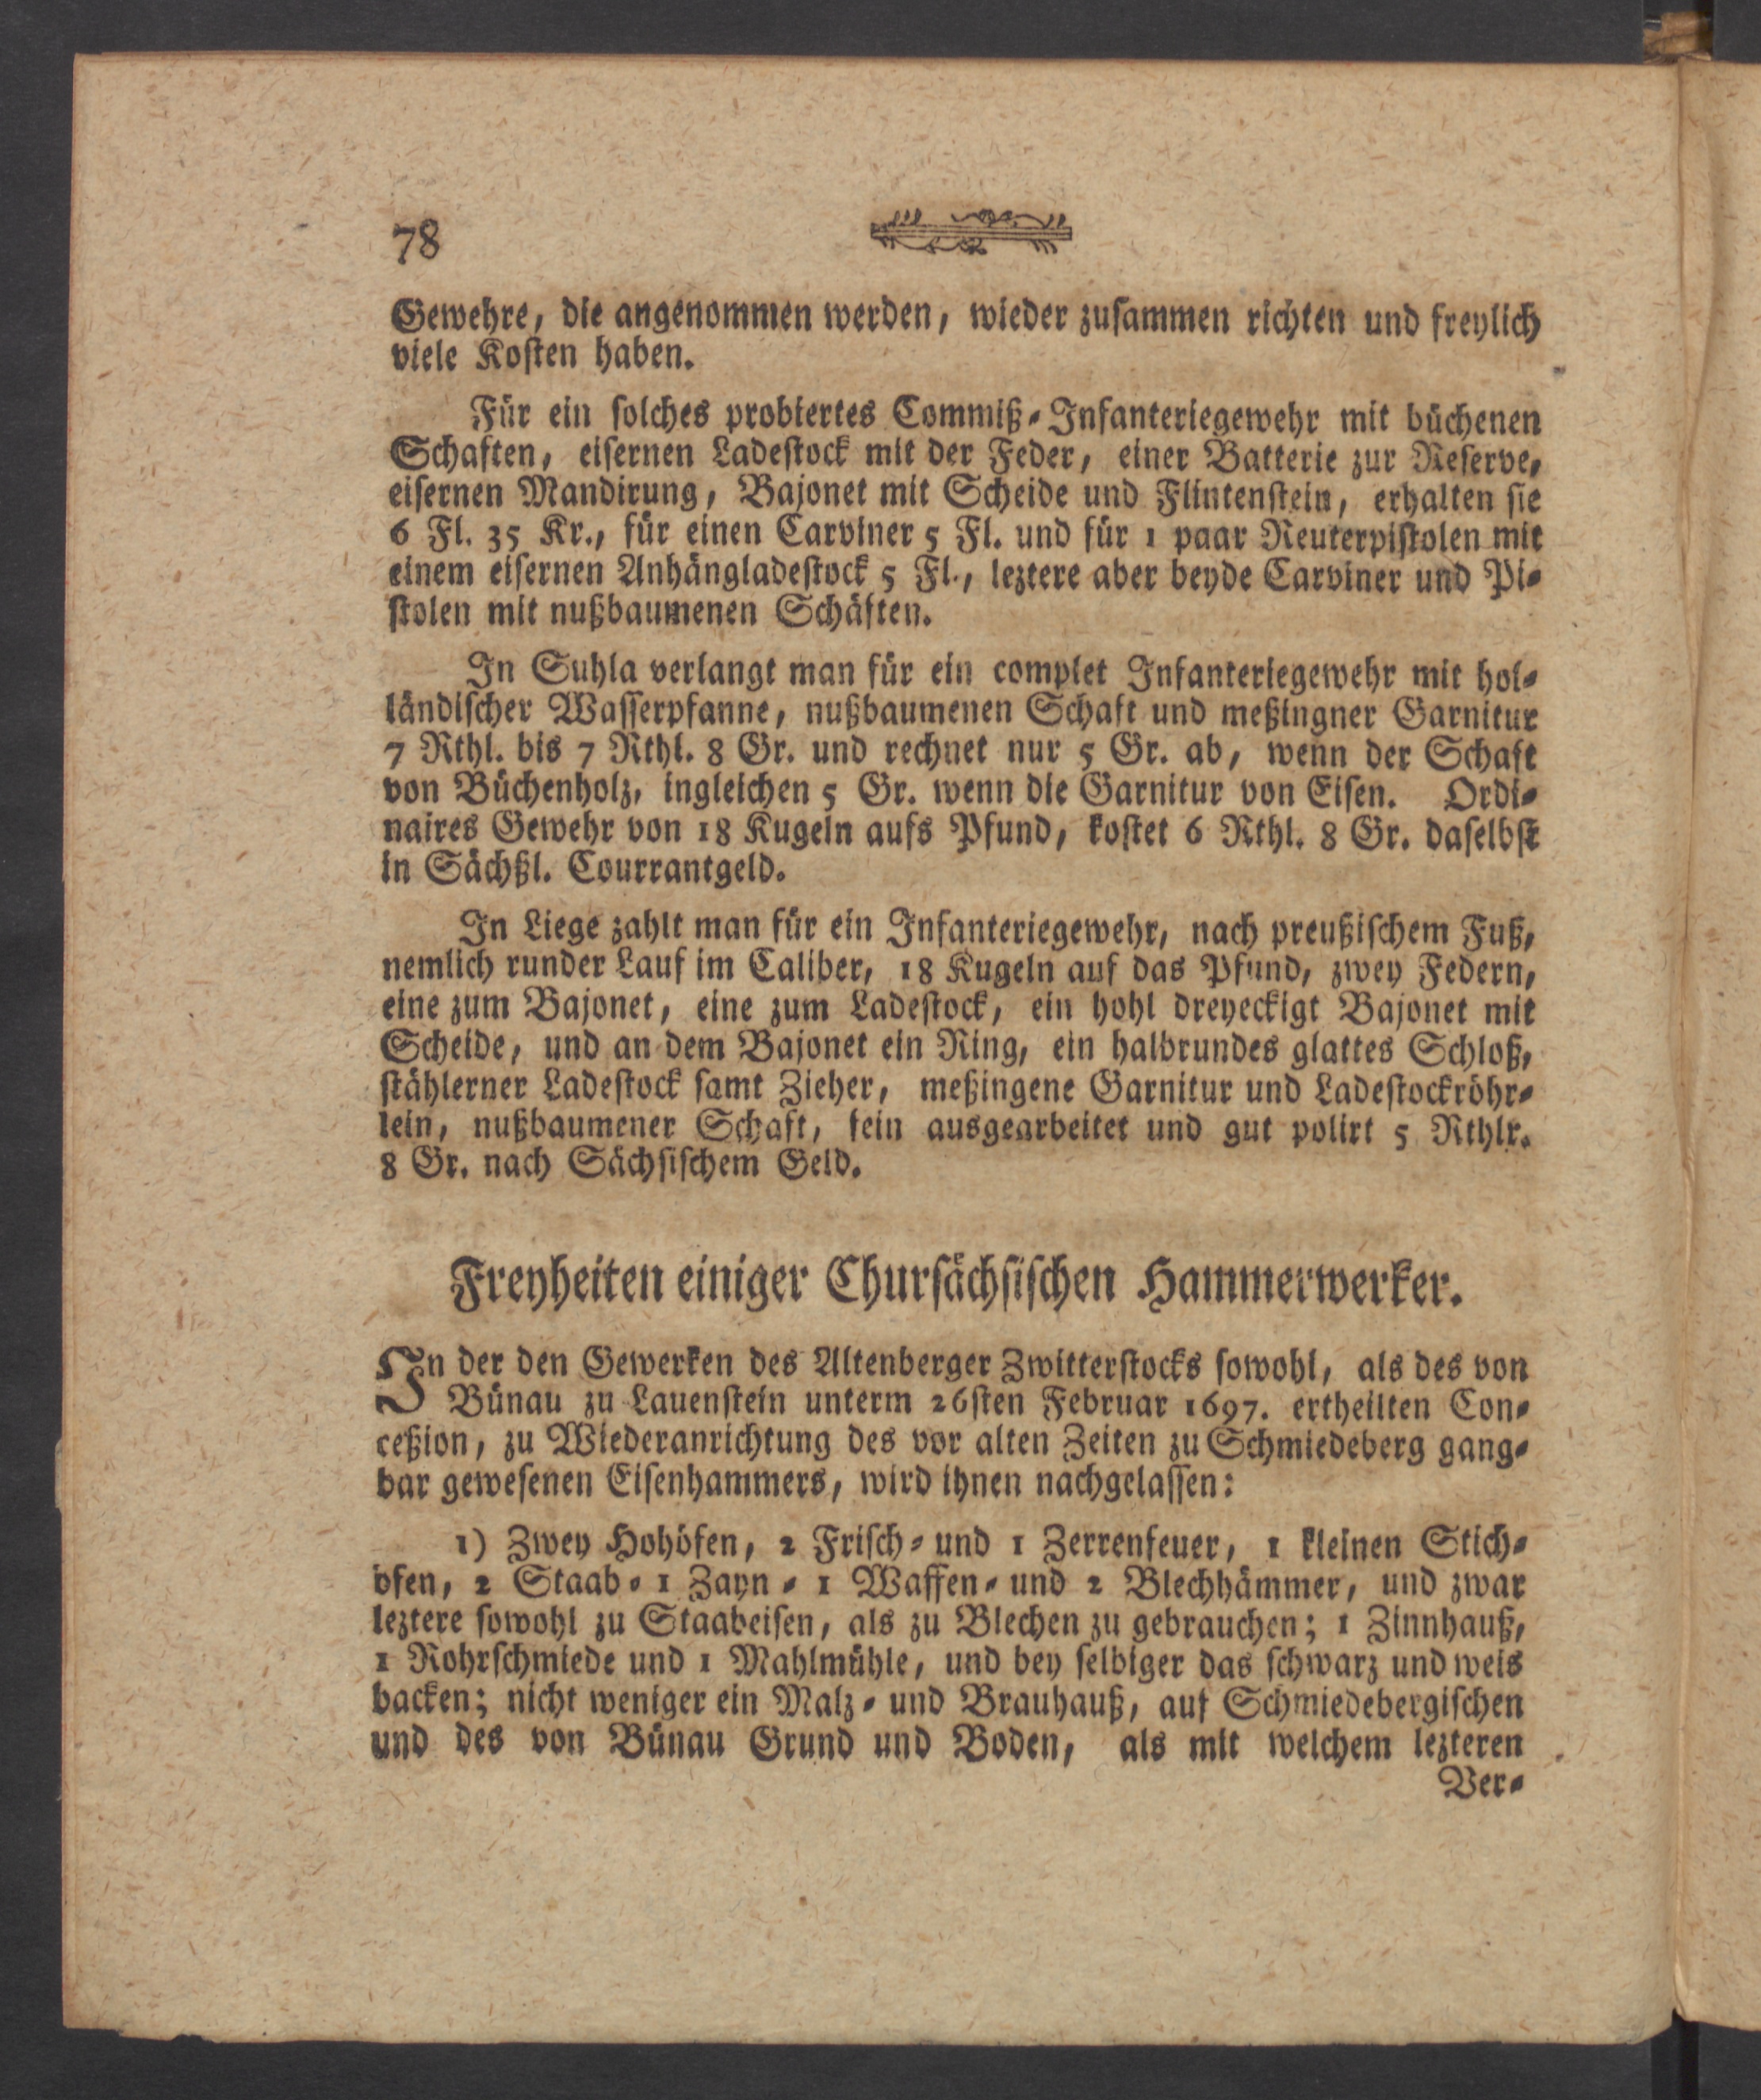 78
Gewehre, die angenommen werden, wieder zusammen richten und freylich
viele Kosten haben.
Für ein solches probiertes Commiß-Infanteriegewehr mit büchenen
Schaften, eisernen Ladestock mit der Feder, einer Batterie zur Reserve,
eisernen Mandirung, Bajonet mit Scheide und Flintenstein, erhalten sie
6 Fl. 35 Kr., für einen Carviner 5 Fl. und für 1 paar Reuterpistolen mit
einem eisernen Anhängladestock 5 Fl., leztere aber beyde Carviner und Pi-
stolen mit nußbaumenen Schäften.
In Suhla verlangt man für ein complet Infanteriegewehr mit hol-
ländischer Wasserpfanne, nußbaumenen Schaft und meßingner Garnitur
7 Rthl. bis 7 Rthl. 8 Gr. und rechnet nur 5 Gr. ab, wenn der Schaft
von Büchenholz, ingleichen 5 Gr. wenn die Garnitur von Eisen. Ordi-
naires Gewehr von 18 Kugeln aufs Pfund, kostet 6 Rthl. 8 Gr. daselbst
in Sächßl. Courrantgeld.
In Liege zahlt man für ein Infanteriegewehr, nach preußischem Fuß,
nemlich runder Lauf im Caliber, 18 Kugeln auf das Pfund, zwey Federn,
eine zum Bajonet, eine zum Ladestock, ein hohl dreyeckigt Bajonet mit
Scheide, und an dem Bajonet ein Ring, ein halbrundes glattes Schloß,
stählerner Ladestock samt Zieher, meßingene Garnitur und Ladestockröhr-
lein, nußbaumener Schaft, fein ausgearbeitet und gut polirt 5 Rthlr.
8 Gr. nach Sächsischem Geld.
Freyheiten einiger Chursächsischen Hammerwerker.
In der den Gewerken des Altenberger Zwitterstocks sowohl, als des von
Bünau zu Lauenstein unterm 26sten Februar 1697. ertheilten Con-
ceßion, zu Wiederanrichtung des vor alten Zeiten zu Schmiedeberg gang-
bar gewesenen Eisenhammers, wird ihnen nachgelassen:
1) Zwey Hohöfen, 2 Frisch- und 1 Zerrenfeuer, 1 kleinen Stich-
ofen, 2 Staab- 1 Zayn- 1 Waffen- und 2 Blechhämmer, und zwar
leztere sowohl zu Staabeisen, als zu Blechen zu gebrauchen; 1 Zinnhauß,
1 Rohrschmiede und 1 Mahlmühle, und bey selbiger das schwarz und weis
backen; nicht weniger ein Malz- und Brauhauß, auf Schmiedebergischen
und des von Bünau Grund und Boden, als mit welchem lezteren
Ver-